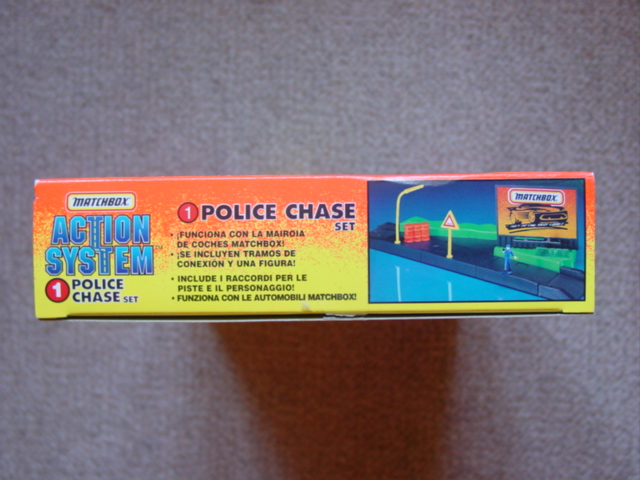 MATCHBOX
ACTION
SYSTEM™
1 POLICE
CHASE SET
1 POLICE CHASE
SET
• ¡FUNCIONA CON LA MAIROIA
DE COCHES MATCHBOX!
• ¡SE INCLUYEN TRAMOS DE
CONEXIÓN Y UNA FIGURA!
• INCLUDE I RACCORDI PER LE
PISTE E IL PERSONAGGIO!
• FUNZIONA CON LE AUTOMOBILI MATCHBOX!
MATCHBOX